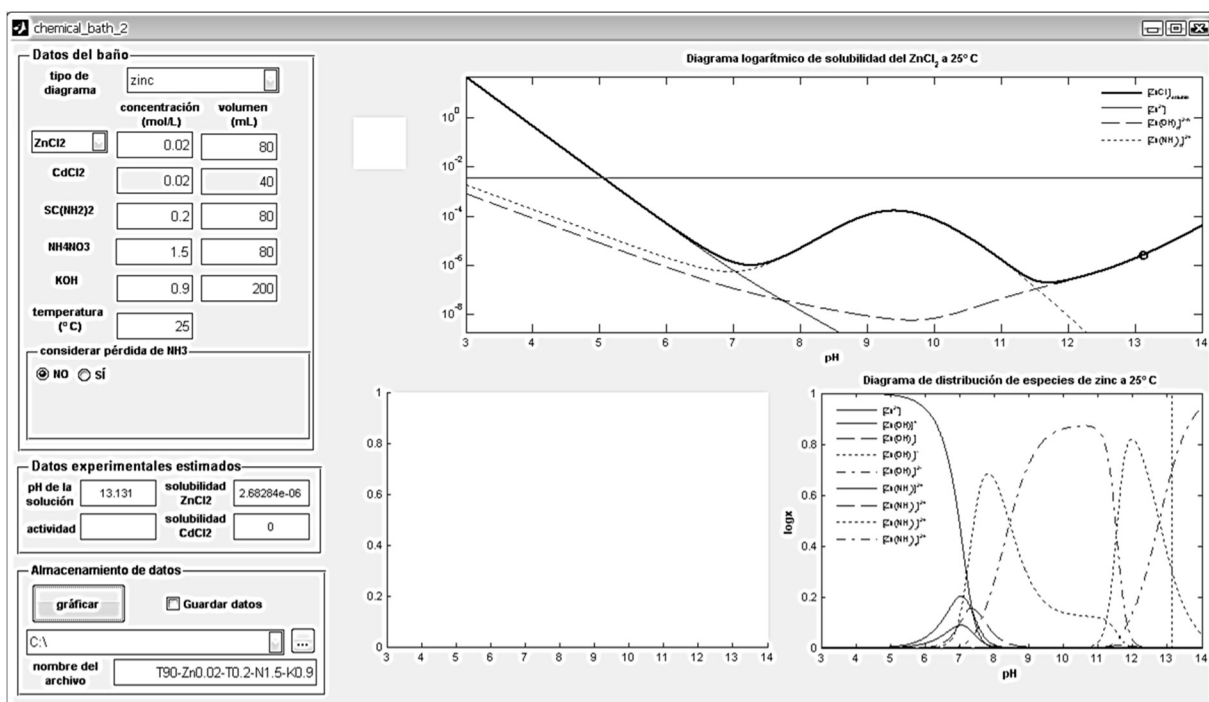 chemical_bath_2
Datos del baño
tipo de diagrama
zinc
concentración (mol/L)
volumen (mL)
ZnCl2
0.02
80
CdCl2
0.02
40
SC(NH2)2
0.2
80
NH4NO3
1.5
80
KOH
0.9
200
temperatura (º C)
25
considerar pérdida de NH3
NO
SÍ
Datos experimentales estimados
pH de la solución
13.131
solubilidad ZnCl2
2.68284e-06
actividad
solubilidad CdCl2
0
Almacenamiento de datos
gráficar
Guardar datos
C:\
...
nombre del archivo
T90-Zn0.02-T0.2-N1.5-K0.9
Diagrama logarítmico de solubilidad del ZnCl2 a 25º C
10^0
10^-2
10^-4
10^-6
10^-8
3 4 5 6 7 8 9 10 11 12 13 14
pH
1
0.8
0.6
0.4
0.2
0
3 4 5 6 7 8 9 10 11 12 13 14
Diagrama de distribución de especies de zinc a 25º C
logx
1
0.8
0.6
0.4
0.2
0
3 4 5 6 7 8 9 10 11 12 13 14
pH